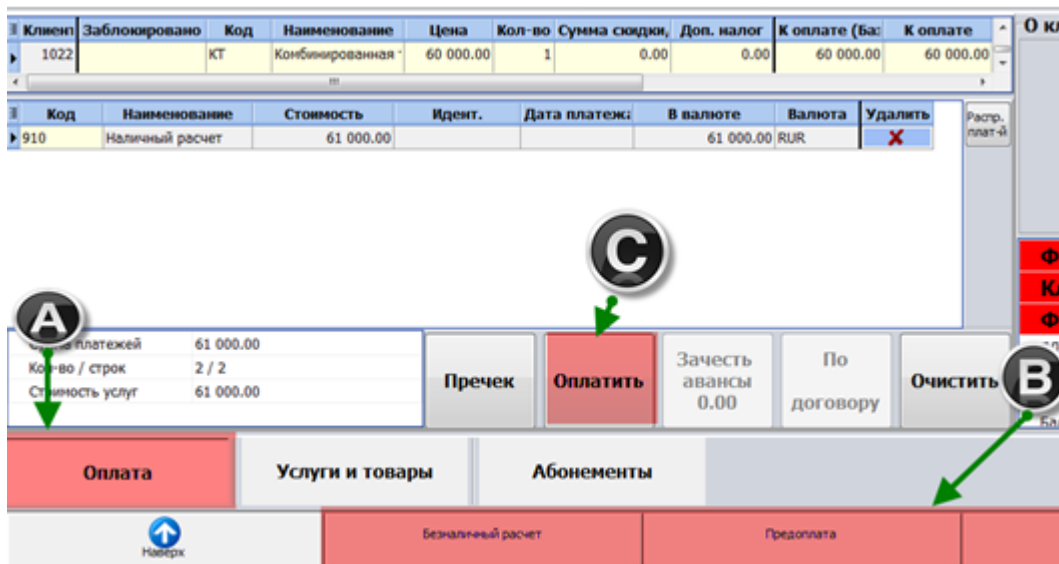 Клиент Заблокировано Код Наименование Цена Кол-во Сумма скидки, Доп. налог К оплате (Ба: К оплате
1022 КТ Комбинированная 60 000.00 1 0.00 0.00 60 000.00 60 000.00
Код Наименование Стоимость Идент. Дата платежа В валюте Валюта Удалить
910 Наличный расчет 61 000.00 61 000.00 RUR
Распр.
плат-й
О кл
C
A
Ф
К
Ф
платежей 61 000.00
Кол-во / строк 2 / 2
Стоимость услуг 61 000.00
Пречек
Оплатить
Зачесть
авансы
0.00
По
договору
Очистить
B
Бал
Оплата Услуги и товары Абонементы
Наверх Безналичный расчет Предоплата